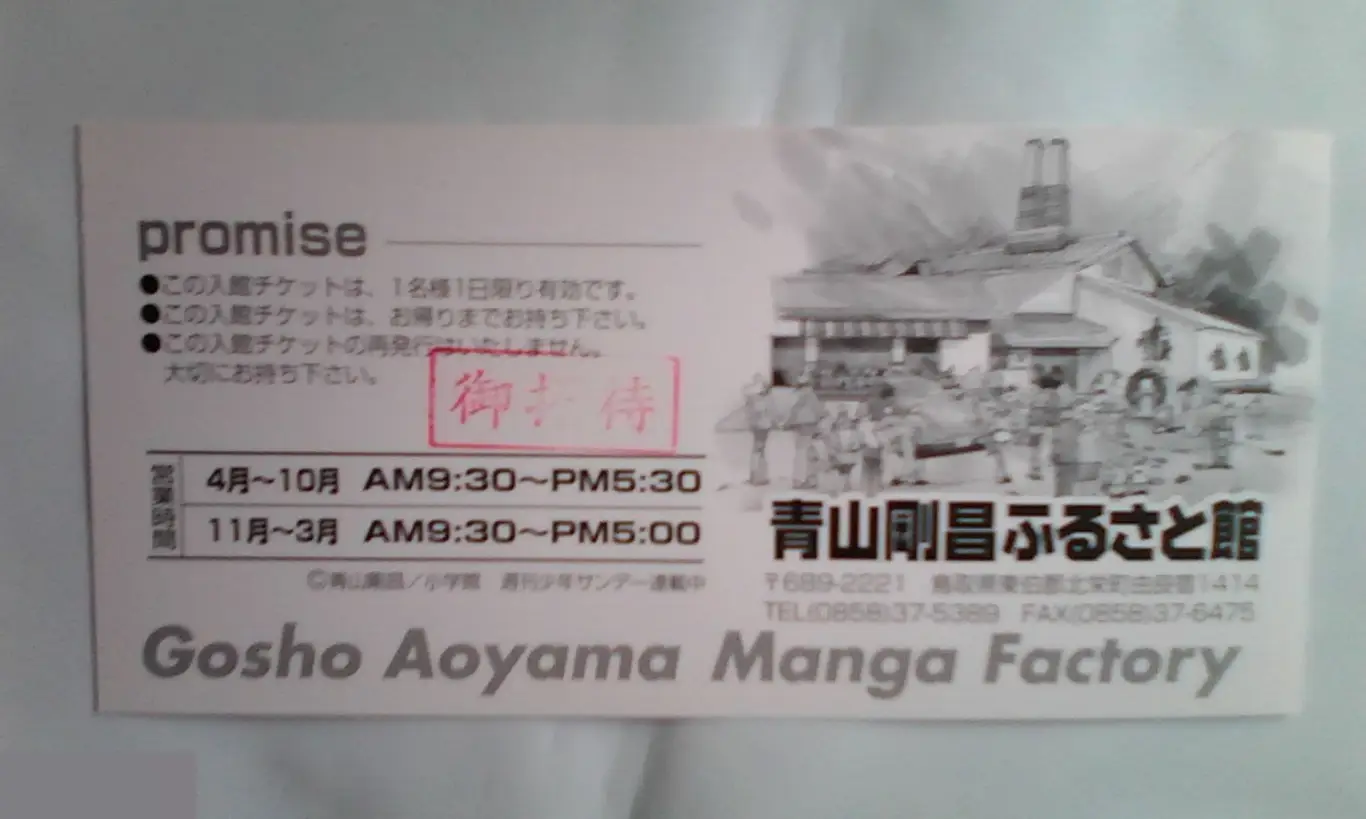 promise
●この入館チケットは、1名様1日限り有効です。
●この入館チケットは、お帰りまでお持ち下さい。
●この入館チケットの再発行はいたしません。
大切にお持ち下さい。
御招待
営業時間
4月～10月 AM9:30～PM5:30
11月～3月 AM9:30～PM5:00
©青山剛昌／小学館 週刊少年サンデー連載中
青山剛昌ふるさと館
〒689-2221 鳥取県東伯郡北栄町由良宿1414
TEL(0858)37-5389 FAX(0858)37-6475
Gosho Aoyama Manga Factory